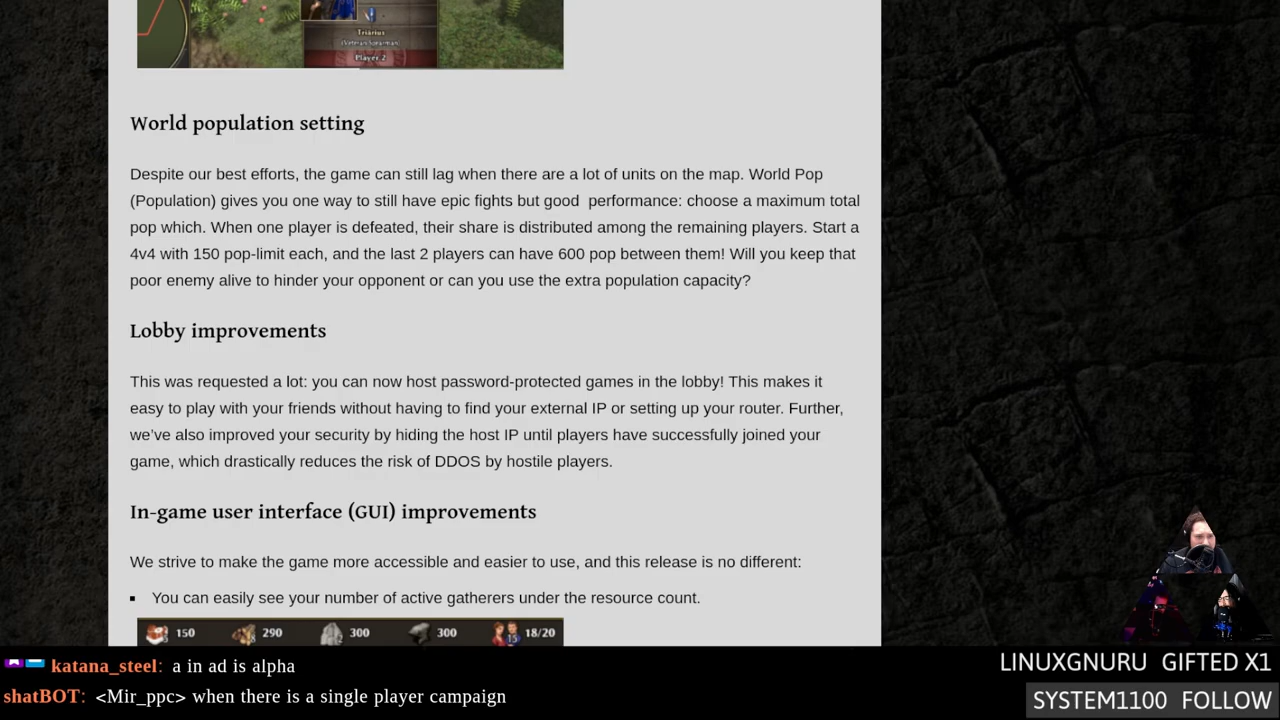 Triarius
(Veteran Spearman)
Player 2
World population setting
Despite our best efforts, the game can still lag when there are a lot of units on the map. World Pop
(Population) gives you one way to still have epic fights but good  performance: choose a maximum total
pop which. When one player is defeated, their share is distributed among the remaining players. Start a
4v4 with 150 pop-limit each, and the last 2 players can have 600 pop between them! Will you keep that
poor enemy alive to hinder your opponent or can you use the extra population capacity?
Lobby improvements
This was requested a lot: you can now host password-protected games in the lobby! This makes it
easy to play with your friends without having to find your external IP or setting up your router. Further,
we’ve also improved your security by hiding the host IP until players have successfully joined your
game, which drastically reduces the risk of DDOS by hostile players.
In-game user interface (GUI) improvements
We strive to make the game more accessible and easier to use, and this release is no different:
▪ You can easily see your number of active gatherers under the resource count.
150 290 300 300 15 18/20
katana_steel: a in ad is alpha
shatBOT: <Mir_ppc> when there is a single player campaign
LINUXGNURU GIFTED X1
SYSTEM1100 FOLLOW